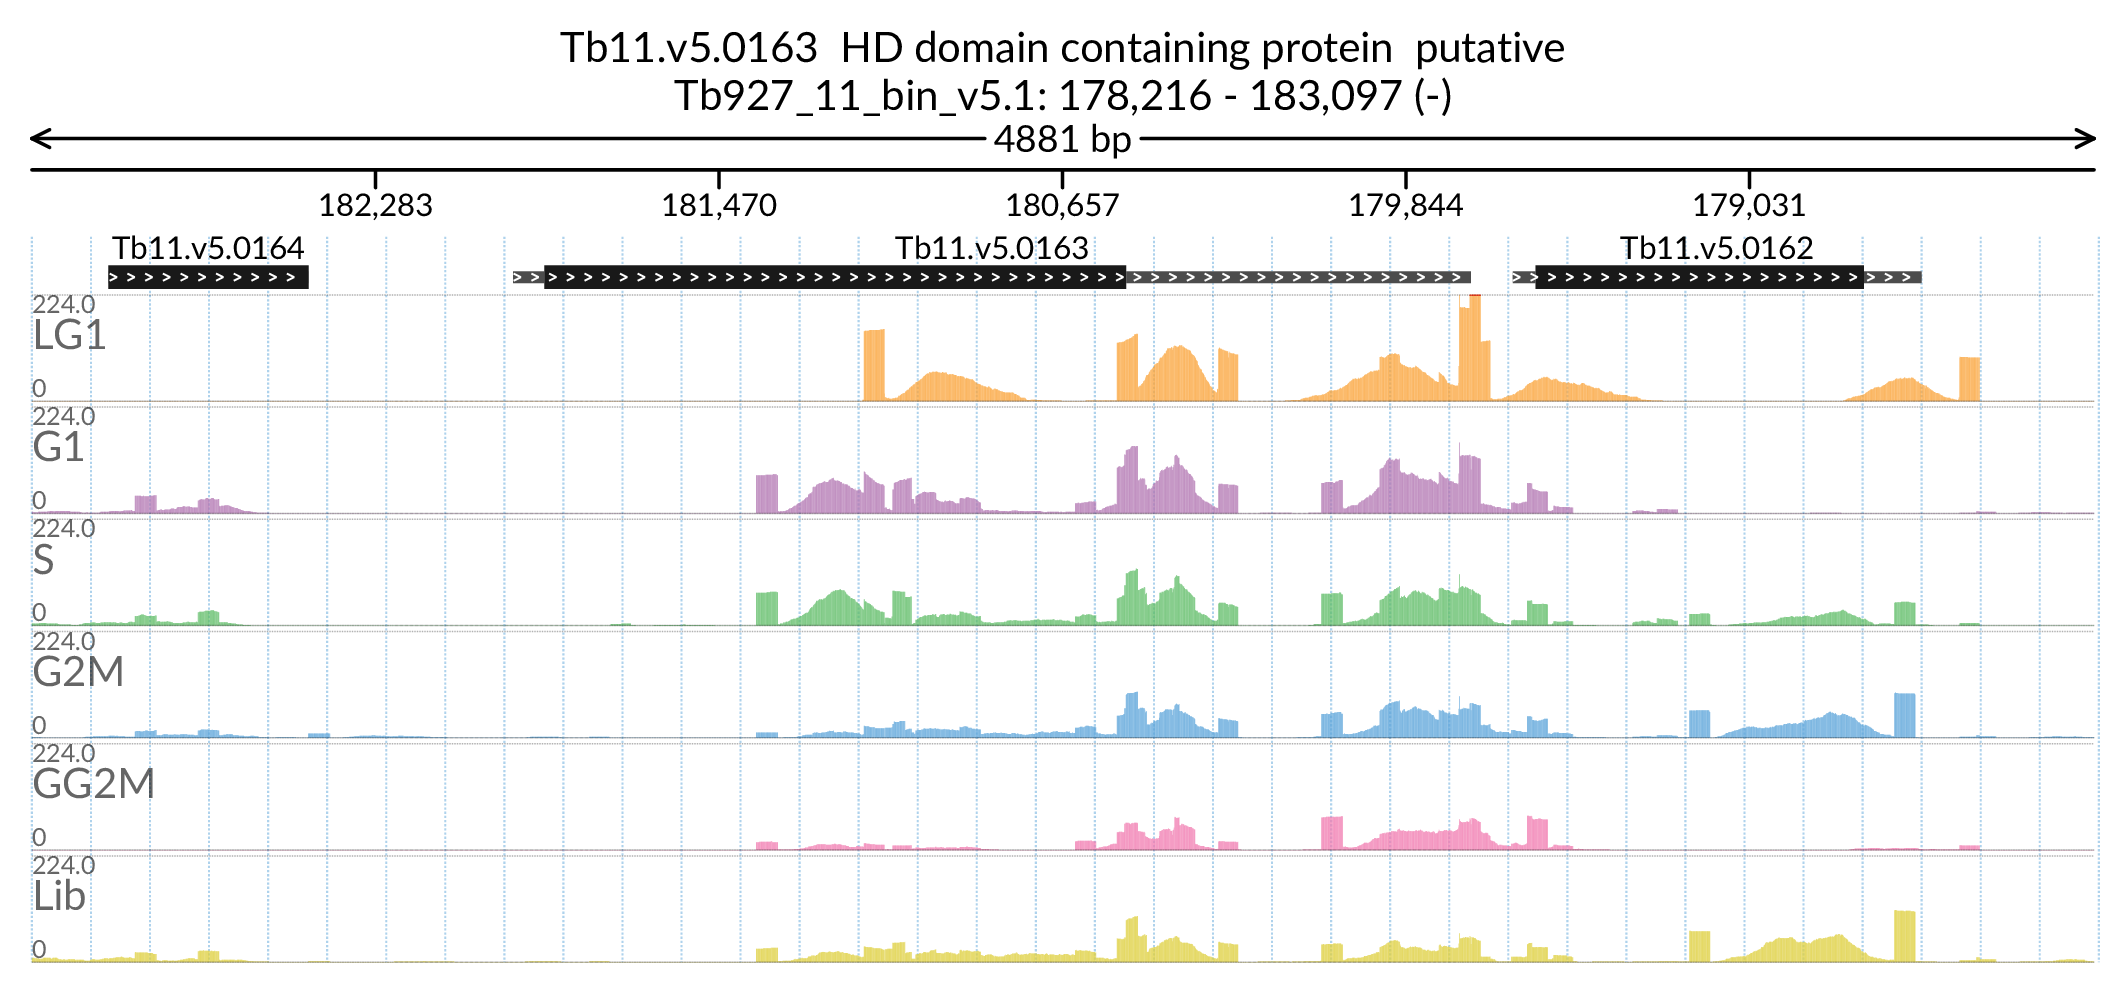 Tb11.v5.0163 HD domain containing protein putative
Tb927_11_bin_v5.1: 178,216 - 183,097 (-)
4881 bp
182,283 181,470 180,657 179,844 179,031
Tb11.v5.0164 Tb11.v5.0163 Tb11.v5.0162
224.0
LG1
0
224.0
G1
0
224.0
S
0
224.0
G2M
0
224.0
GG2M
0
224.0
Lib
0